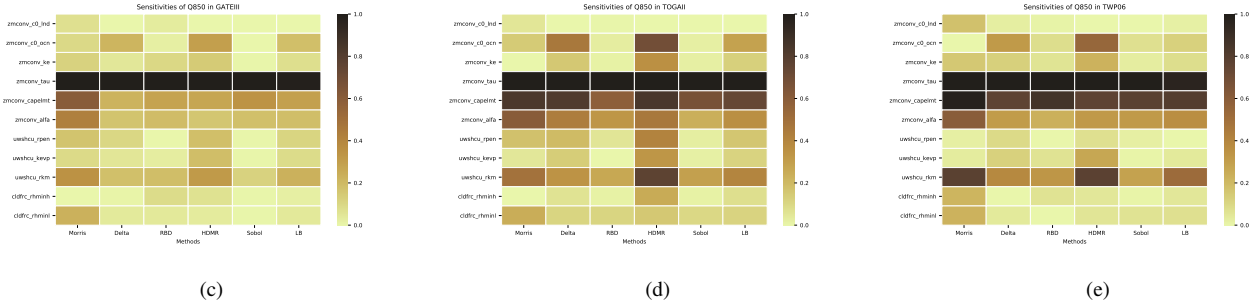 Sensitivities of Q850 in GATEIII
zmconv_c0_lnd
zmconv_c0_ocn
zmconv_ke
zmconv_tau
zmconv_capelmt
zmconv_alfa
uwshcu_rpen
uwshcu_kevp
uwshcu_rkm
cldfrc_rhminh
cldfrc_rhminl
Morris Delta RBD HDMR Sobol LB
Methods
1.0
0.8
0.6
0.4
0.2
0.0
(c)
Sensitivities of Q850 in TOGAII
zmconv_c0_lnd
zmconv_c0_ocn
zmconv_ke
zmconv_tau
zmconv_capelmt
zmconv_alfa
uwshcu_rpen
uwshcu_kevp
uwshcu_rkm
cldfrc_rhminh
cldfrc_rhminl
Morris Delta RBD HDMR Sobol LB
Methods
1.0
0.8
0.6
0.4
0.2
0.0
(d)
Sensitivities of Q850 in TWP06
zmconv_c0_lnd
zmconv_c0_ocn
zmconv_ke
zmconv_tau
zmconv_capelmt
zmconv_alfa
uwshcu_rpen
uwshcu_kevp
uwshcu_rkm
cldfrc_rhminh
cldfrc_rhminl
Morris Delta RBD HDMR Sobol LB
Methods
1.0
0.8
0.6
0.4
0.2
0.0
(e)